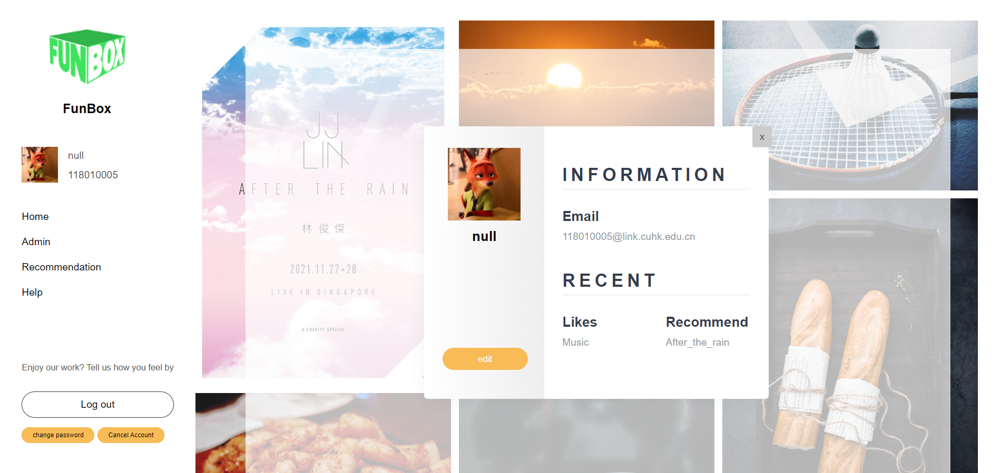 FUNBOX
FunBox
null
118010005
Home
Admin
Recommendation
Help
Enjoy our work? Tell us how you feel by
Log out
change password
Cancel Account
JJ
LIN
AFTER THE RAIN
林俊傑
2021.11.27+28
LIVE IN SINGAPORE
A CHARITY SPECIAL
x
null
edit
INFORMATION
Email
118010005@link.cuhk.edu.cn
RECENT
Likes
Recommend
Music
After_the_rain